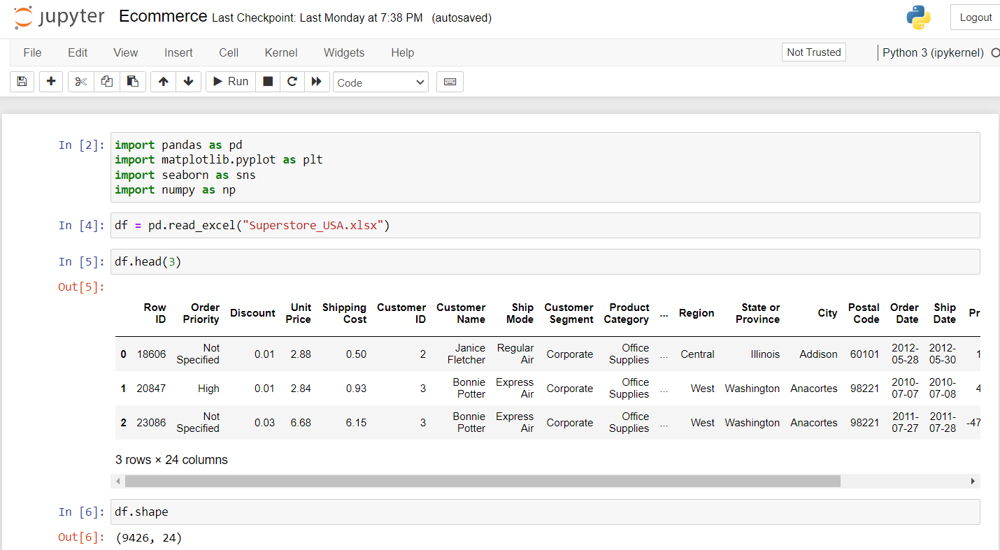 jupyter Ecommerce Last Checkpoint: Last Monday at 7:38 PM (autosaved) Logout
File Edit View Insert Cell Kernel Widgets Help Not Trusted Python 3 (ipykernel)
Run Code
In [2]: import pandas as pd
import matplotlib.pyplot as plt
import seaborn as sns
import numpy as np
In [4]: df = pd.read_excel("Superstore_USA.xlsx")
In [5]: df.head(3)
Out[5]:
Row Order Discount Unit Shipping Customer Customer Ship Customer Product ... Region State or City Postal Order Ship Pr
ID Priority Price Cost ID Name Mode Segment Category Province Code Date Date
0 18606 Not 0.01 2.88 0.50 2 Janice Regular Corporate Office ... Central Illinois Addison 60101 2012- 2012- 1
Specified Fletcher Air Supplies 05-28 05-30
1 20847 High 0.01 2.84 0.93 3 Bonnie Express Corporate Office ... West Washington Anacortes 98221 2010- 2010- 4
Potter Air Supplies 07-07 07-08
2 23086 Not 0.03 6.68 6.15 3 Bonnie Express Corporate Office ... West Washington Anacortes 98221 2011- 2011- -47
Specified Potter Air Supplies 07-27 07-28
3 rows × 24 columns
In [6]: df.shape
Out[6]: (9426, 24)